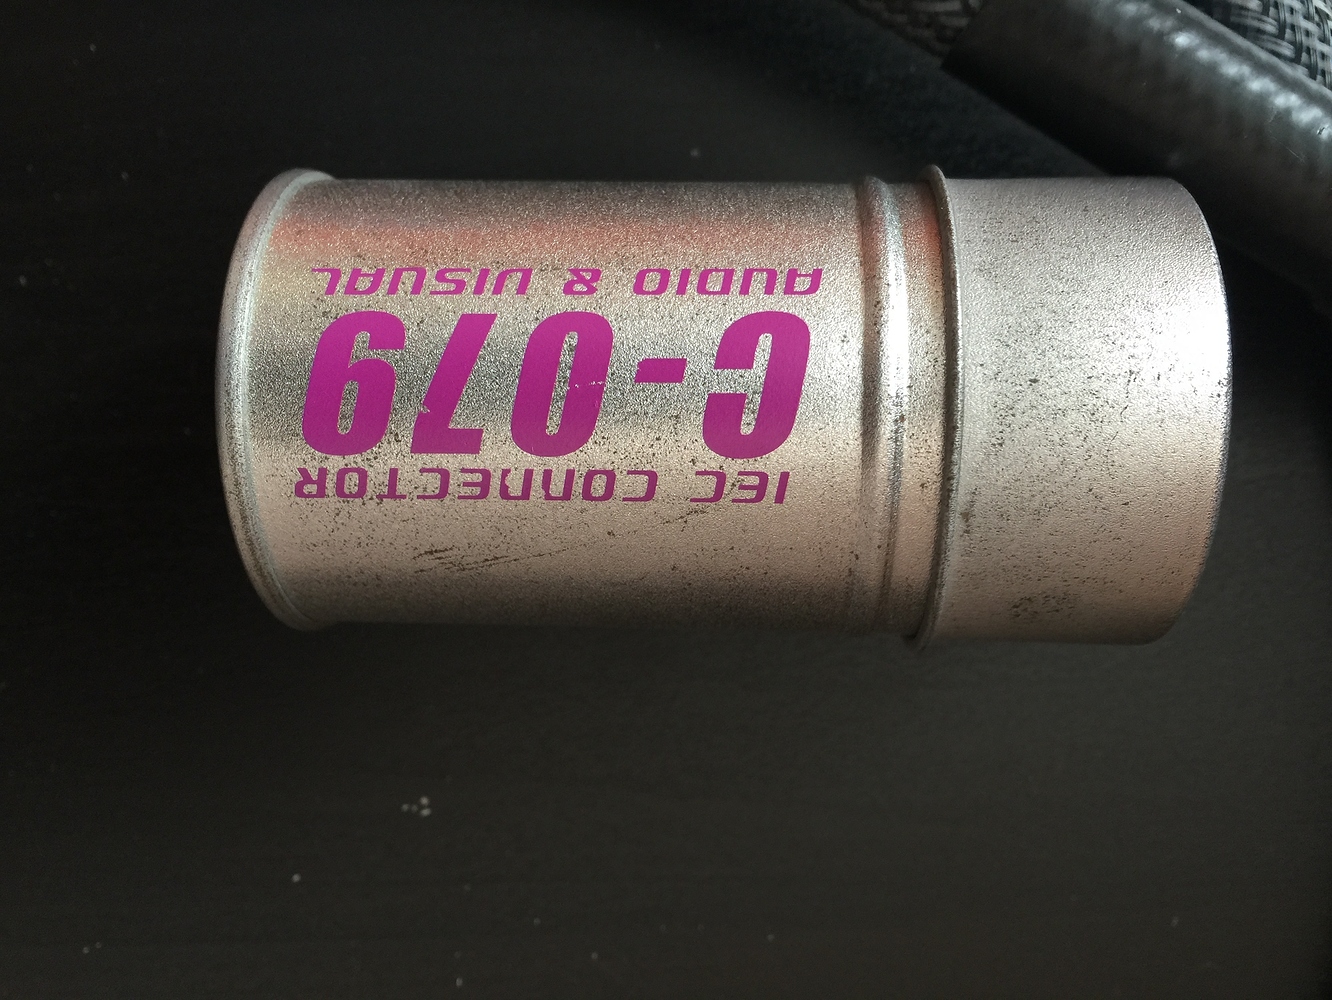 IEC CONNECTOR
C-079
AUDIO & VISUAL